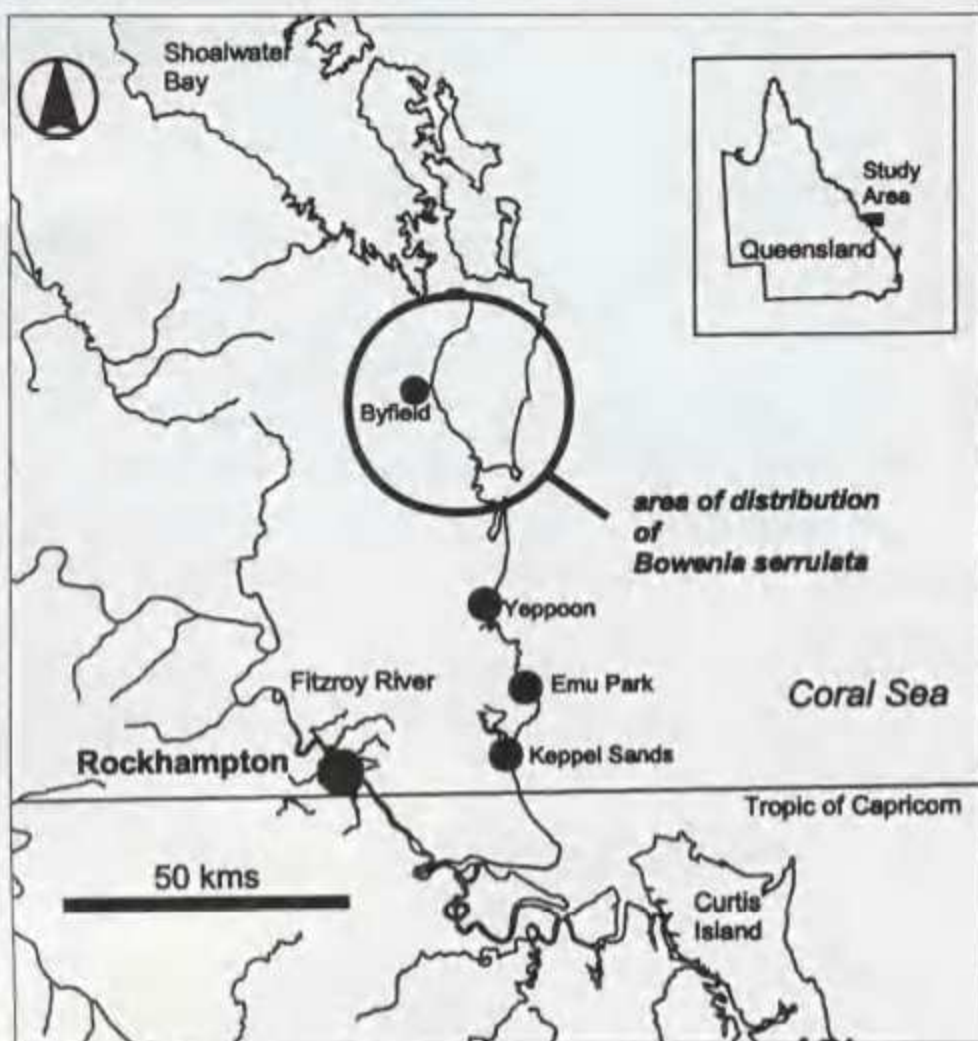 Shoalwater
Bay
Study
Area
Queensland
Byfield
area of distribution
of
Bowenia serrulata
Yeppoon
Fitzroy River
Emu Park
Coral Sea
Rockhampton
Keppel Sands
Tropic of Capricorn
50 kms
Curtis
Island